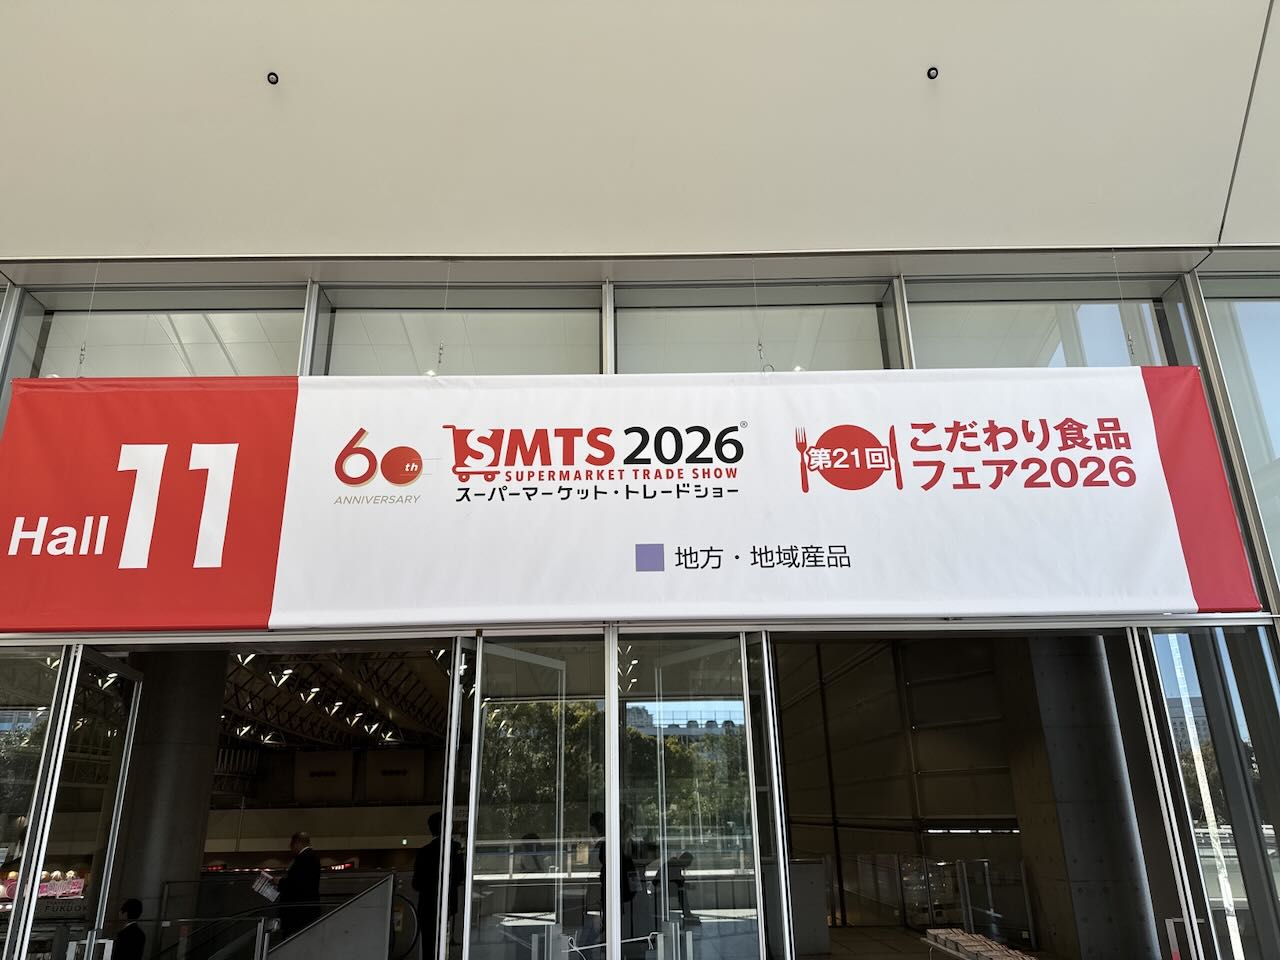 Hall 11
60th
ANNIVERSARY
SMTS 2026®
SUPERMARKET TRADE SHOW
スーパーマーケット・トレードショー
第21回
こだわり食品
フェア2026
地方・地域産品